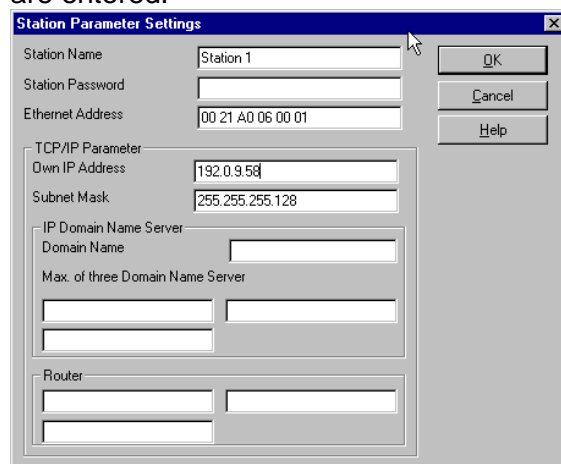 are entered.
Station Parameter Settings
Station Name Station 1 OK
Station Password Cancel
Ethernet Address 00 21 A0 06 00 01 Help
TCP/IP Parameter
Own IP Address 192.0.9.58
Subnet Mask 255.255.255.128
IP Domain Name Server
Domain Name
Max. of three Domain Name Server
Router